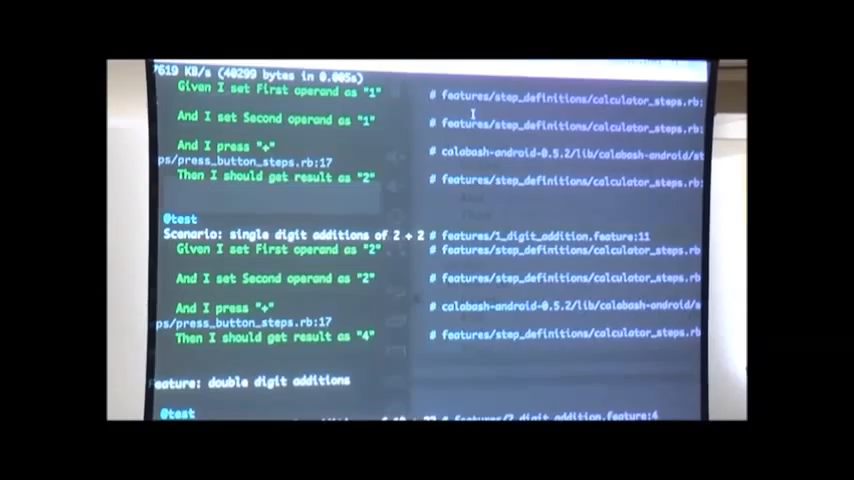 7619 KB/s (40299 bytes in 0.005s)
Given I set First operand as "1" # features/step_definitions/calculator_steps.rb:
And I set Second operand as "1" # features/step_definitions/calculator_steps.rb:
And I press "+" # calabash-android-0.5.2/lib/calabash-android/st
ps/press_button_steps.rb:17
Then I should get result as "2" # features/step_definitions/calculator_steps.rb:
@test
Scenario: single digit additions of 2 + 2 # features/1_digit_addition.feature:11
Given I set First operand as "2" # features/step_definitions/calculator_steps.rb
And I set Second operand as "2" # features/step_definitions/calculator_steps.rb
And I press "+" # calabash-android-0.5.2/lib/calabash-android/s
ps/press_button_steps.rb:17
Then I should get result as "4" # features/step_definitions/calculator_steps.rb
Feature: double digit additions
@test
# features/2_digit_addition.feature:4